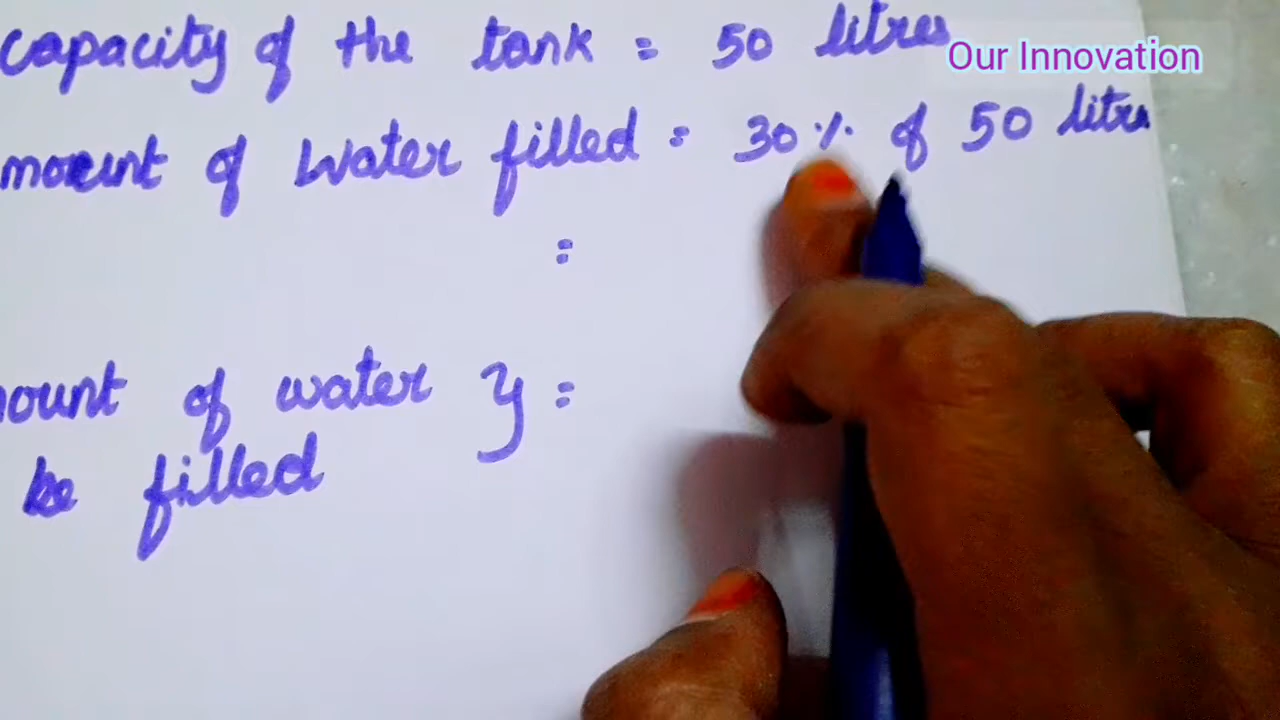 capacity of the tank = 50 litres
Our Innovation
mount of Water filled = 30% of 50 litre
=
mount of water } =
be filled